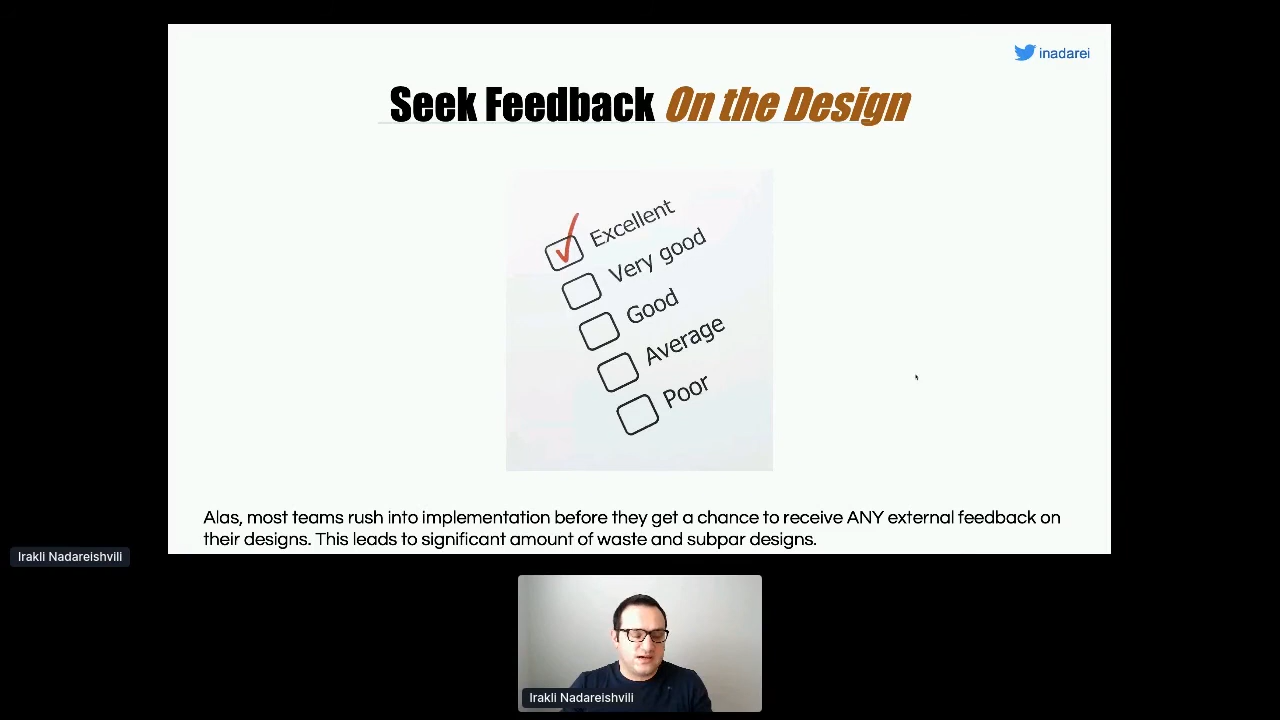 inadarei
Seek Feedback On the Design
Excellent
Very good
Good
Average
Poor
Alas, most teams rush into implementation before they get a chance to receive ANY external feedback on
their designs. This leads to significant amount of waste and subpar designs.
Irakli Nadareishvili
Irakli Nadareishvili